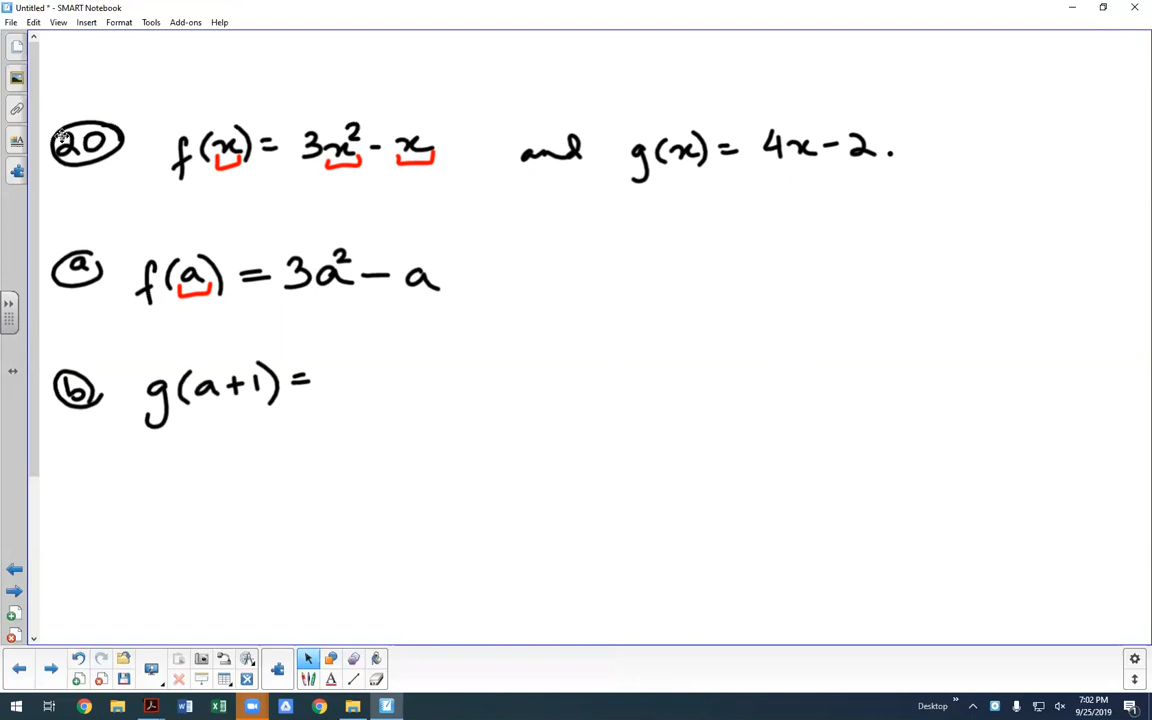 Untitled * - SMART Notebook
File Edit View Insert Format Tools Add-ons Help
20 f(x) = 3x² - x and g(x) = 4x - 2.
a f(a) = 3a² - a
b g(a+1) =
Desktop
7:02 PM
9/25/2019